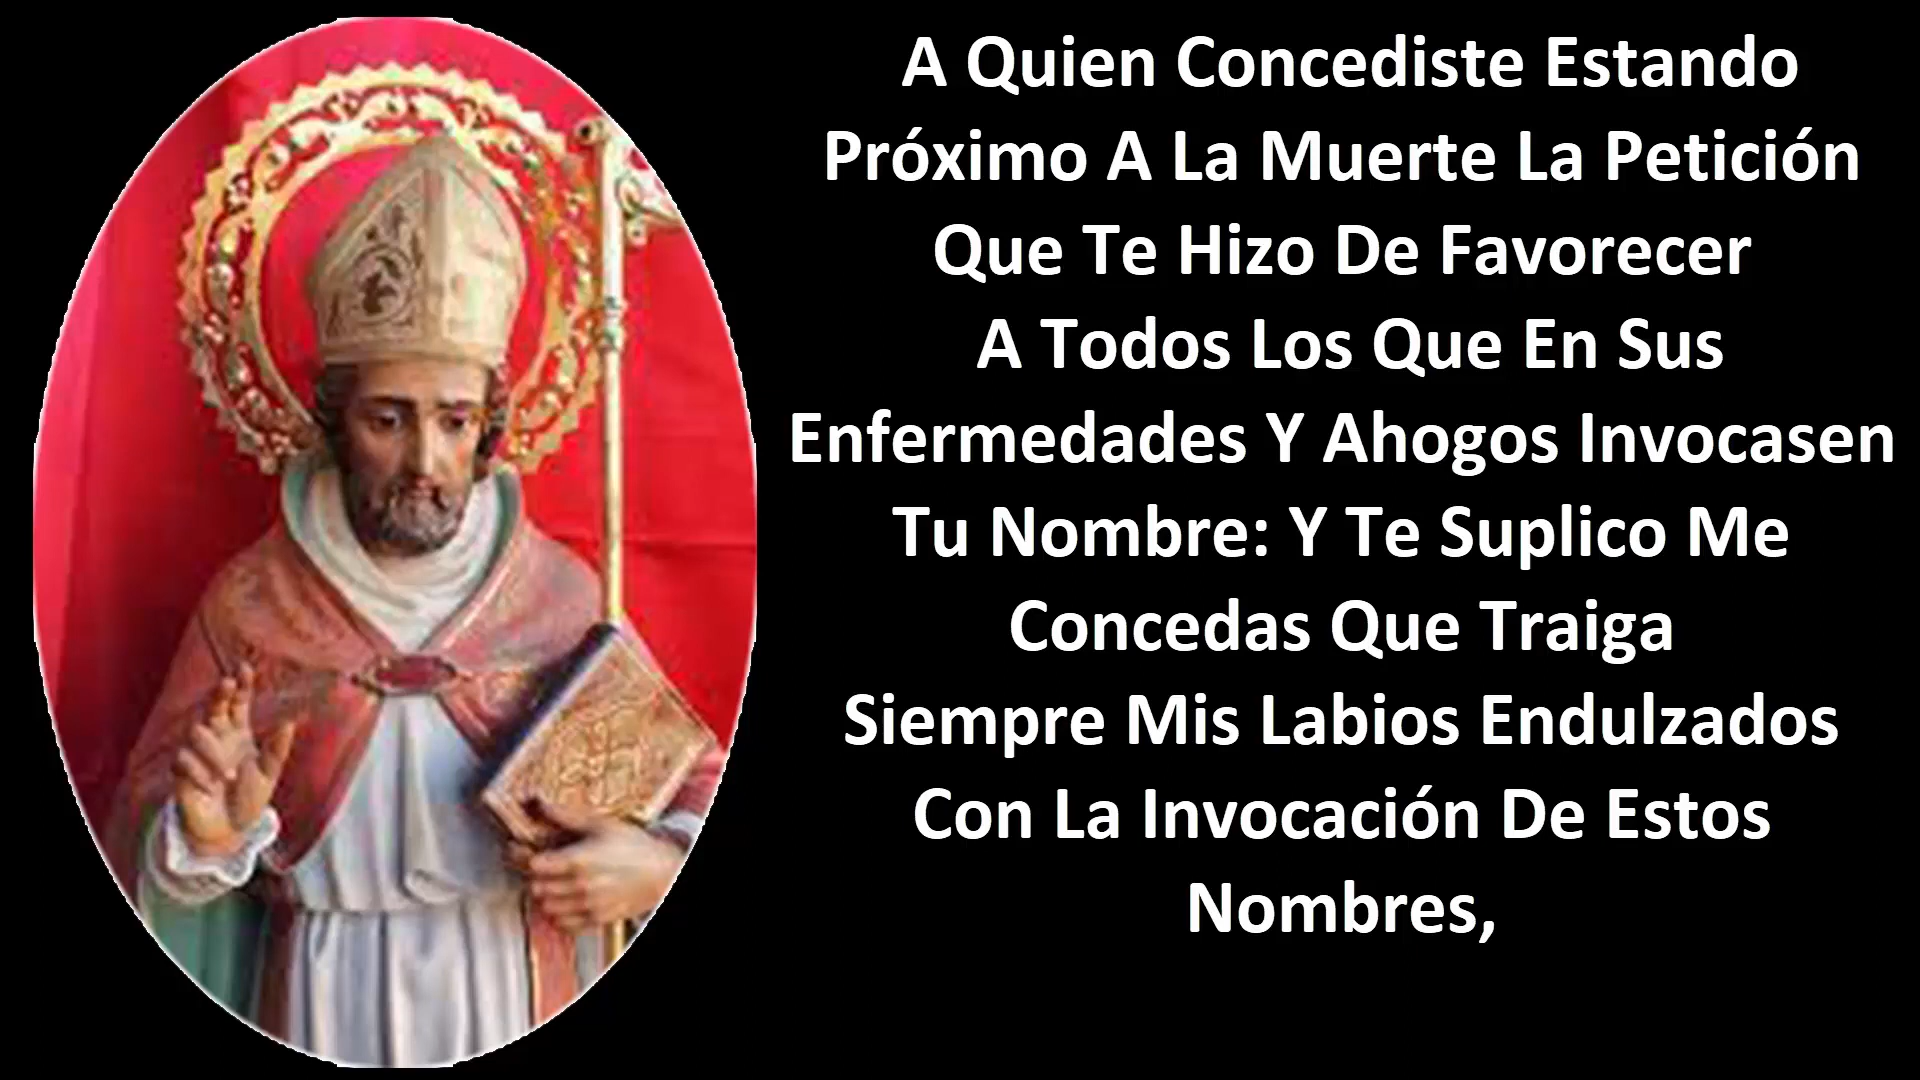 A Quien Concediste Estando
Próximo A La Muerte La Petición
Que Te Hizo De Favorecer
A Todos Los Que En Sus
Enfermedades Y Ahogos Invocasen
Tu Nombre: Y Te Suplico Me
Concedas Que Traiga
Siempre Mis Labios Endulzados
Con La Invocación De Estos
Nombres,